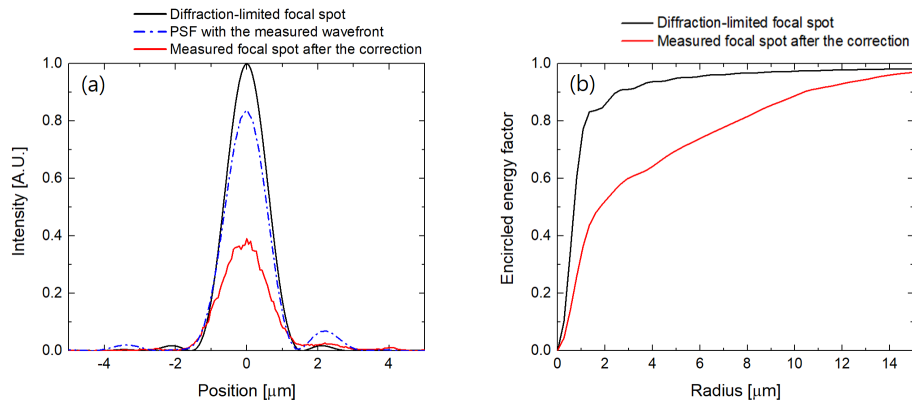 Diffraction-limited focal spot
PSF with the measured wavefront
Measured focal spot after the correction
(a)
1.0
0.8
0.6
0.4
0.2
0.0
Intensity [A.U.]
-4
-2
0
2
4
Position [μm]
Diffraction-limited focal spot
Measured focal spot after the correction
(b)
1.0
0.8
0.6
0.4
0.2
0.0
Encircled energy factor
0
2
4
6
8
10
12
14
Radius [μm]